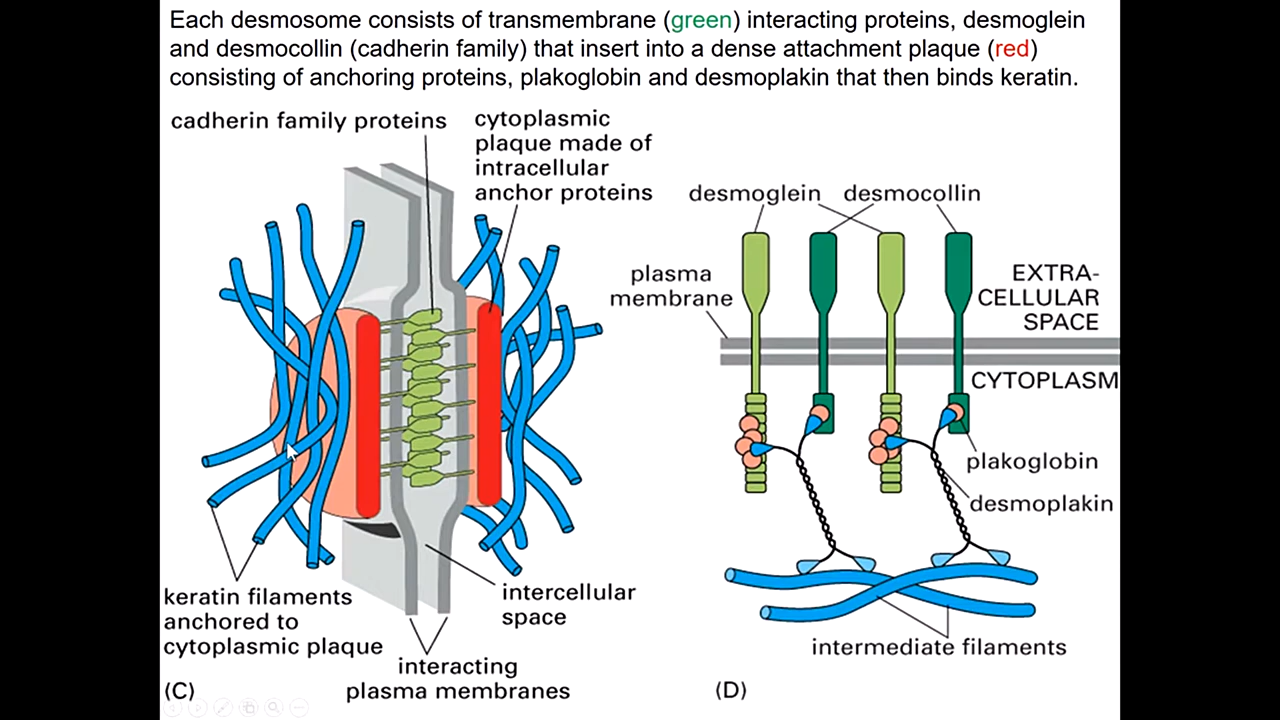 Each desmosome consists of transmembrane (green) interacting proteins, desmoglein
and desmocollin (cadherin family) that insert into a dense attachment plaque (red)
consisting of anchoring proteins, plakoglobin and desmoplakin that then binds keratin.
cadherin family proteins
cytoplasmic
plaque made of
intracellular
anchor proteins
keratin filaments
anchored to
cytoplasmic plaque
intercellular
space
interacting
plasma membranes
(C)
desmoglein
desmocollin
plasma
membrane
EXTRA-
CELLULAR
SPACE
CYTOPLASM
plakoglobin
desmoplakin
intermediate filaments
(D)